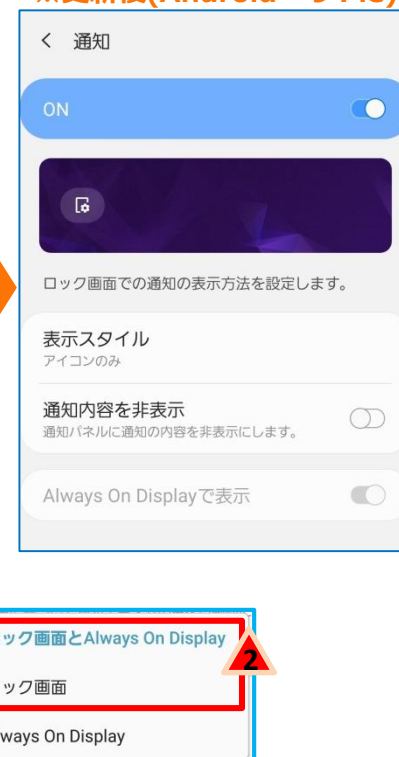 通知
ON
ロック画面での通知の表示方法を設定します。
表示スタイル
アイコンのみ
通知内容を非表示
通知パネルに通知の内容を非表示にします。
Always On Displayで表示
ック画面とAlways On Display
2
ック画面
ways On Display